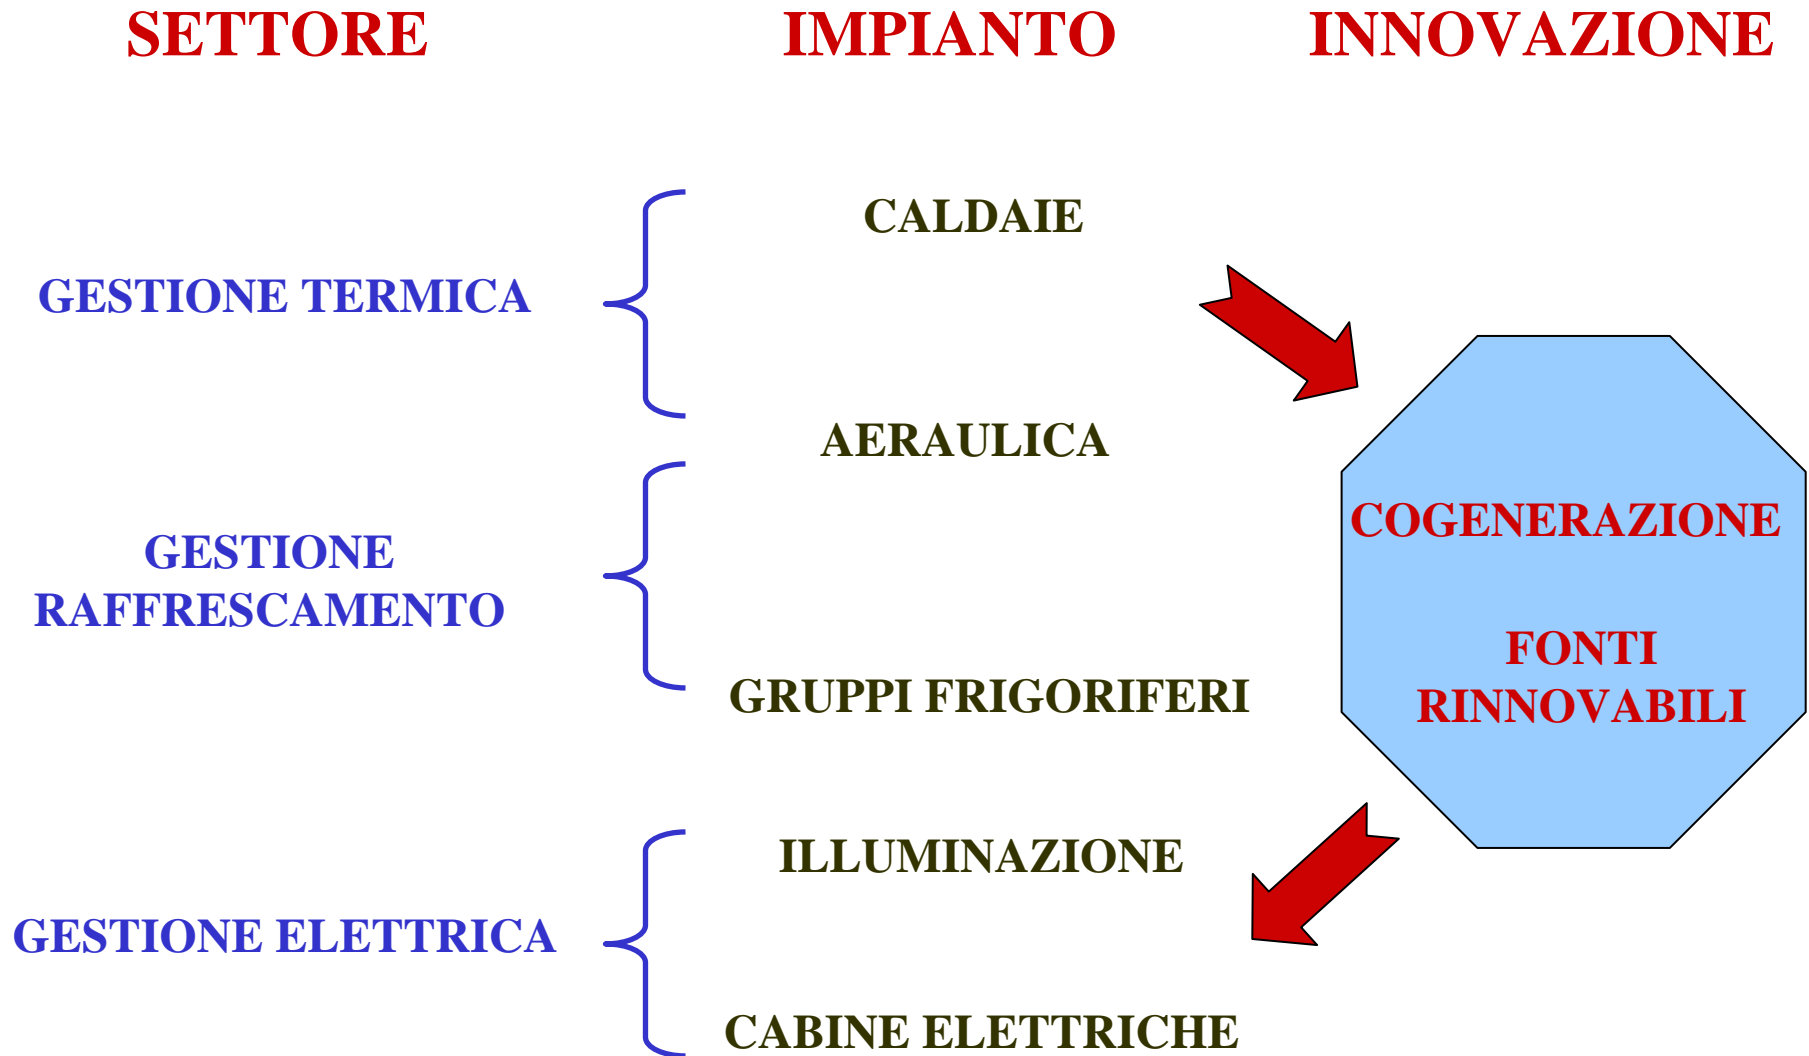 SETTORE
IMPIANTO
INNOVAZIONE
CALDAIE
GESTIONE TERMICA
AERAULICA
GESTIONE
RAFFRESCAMENTO
GRUPPI FRIGORIFERI
COGENERAZIONE
FONTI
RINNOVABILI
ILLUMINAZIONE
GESTIONE ELETTRICA
CABINE ELETTRICHE